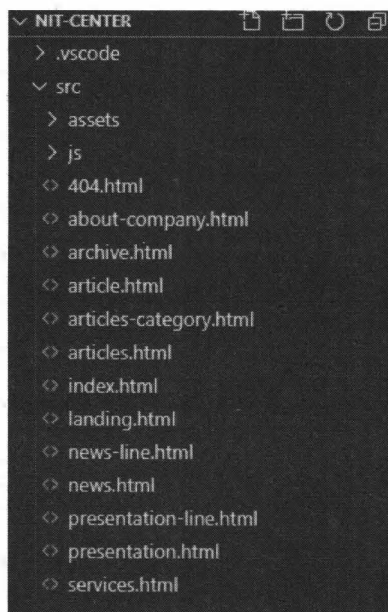 NIT-CENTER
.vscode
src
assets
js
404.html
about-company.html
archive.html
article.html
articles-category.html
articles.html
index.html
landing.html
news-line.html
news.html
presentation-line.html
presentation.html
services.html